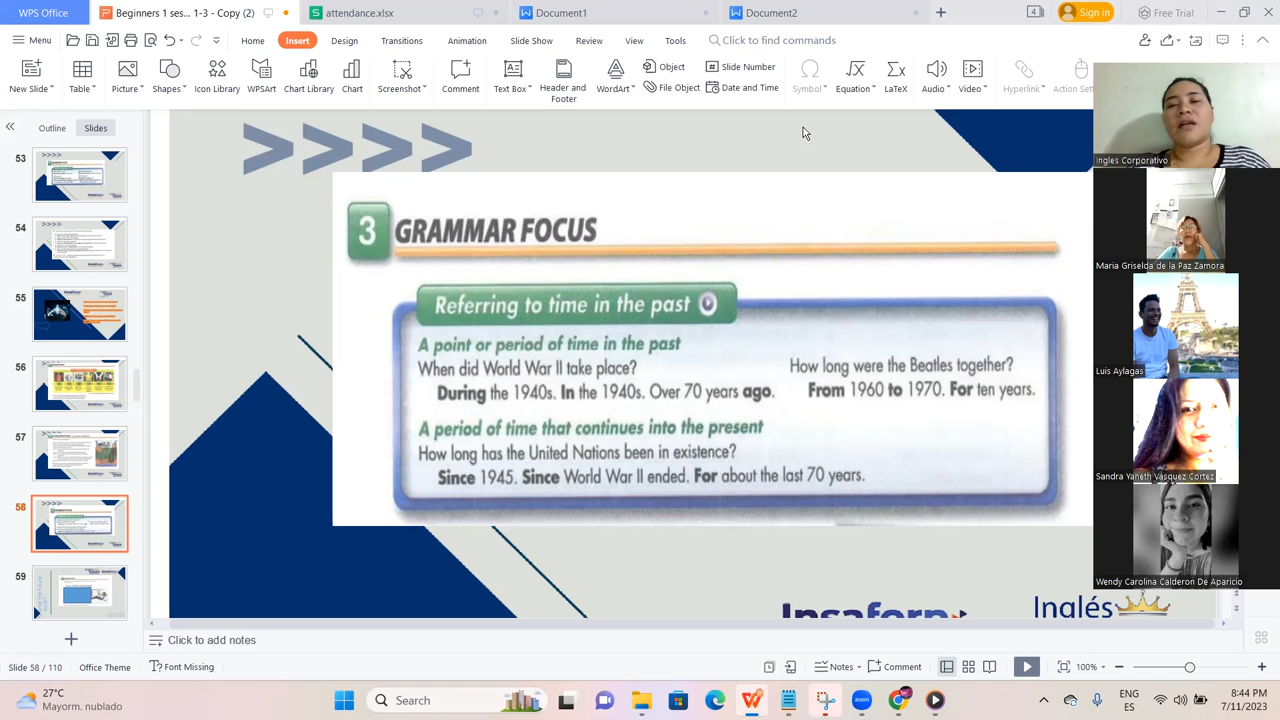 WPS Office
Beginners 1 ses... 1-3 - Copy (2)
attendance.xlsx
Document1
Document2
Sign in
Free Trial
Menu
Home
Insert
Design
Transitions
Animation
Slide Show
Review
View
Tools
Click to find commands
New Slide
Table
Picture
Shapes
Icon Library
WPSArt
Chart Library
Chart
Screenshot
Comment
Text Box
Header and Footer
WordArt
Object
File Object
Slide Number
Date and Time
Symbol
Equation
LaTeX
Audio
Video
Hyperlink
Action Set
Outline
Slides
53
54
55
56
57
58
59
>>>>
3 GRAMMAR FOCUS
Referring to time in the past
A point or period of time in the past
When did World War II take place?
During the 1940s. In the 1940s. Over 70 years ago.
How long were the Beatles together?
From 1960 to 1970. For ten years.
A period of time that continues into the present
How long has the United Nations been in existence?
Since 1945. Since World War II ended. For about the last 70 years.
Insaforp
Inglés
Ingles Corporativo
Maria Griselda de la Paz Zamora
Luis Aylagas
Sandra Yaneth Vasquez Cortez
Wendy Carolina Calderon De Aparicio
Click to add notes
Slide 58 / 110
Office Theme
Font Missing
Notes
Comment
100%
27°C
Mayorm. nublado
Search
ENG
ES
8:44 PM
7/11/2023